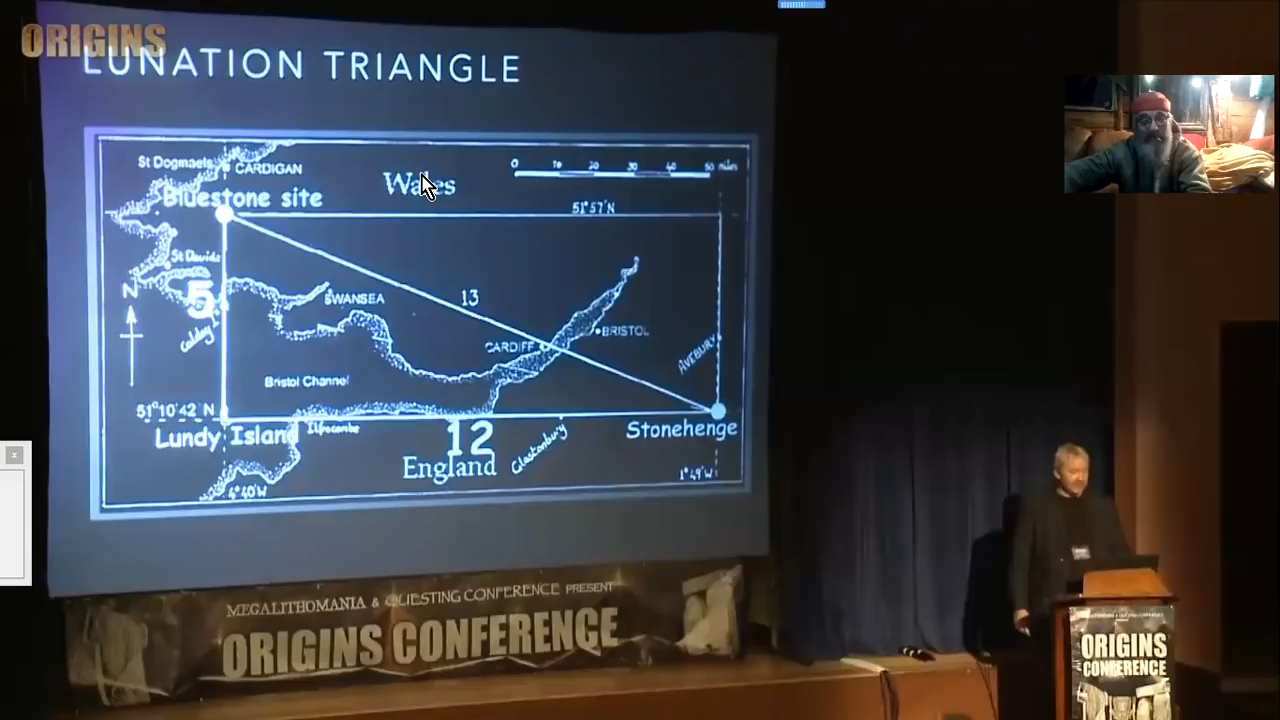 ORIGINS
LUNATION TRIANGLE
St Dogmaels
CARDIGAN
Wales
0 10 20 30 40 50 miles
Bluestone site
51°57'N
St Davids
N
5
13
SWANSEA
Caldey
CARDIFF
BRISTOL
AVEBURY
Bristol Channel
51°10'42 N
Lundy Island
Ilfracombe
12
Stonehenge
England
Glastonbury
4°40'W
1°49'W
MEGALITHOMANIA & QUESTING CONFERENCE PRESENT
ORIGINS CONFERENCE
ORIGINS
CONFERENCE
x